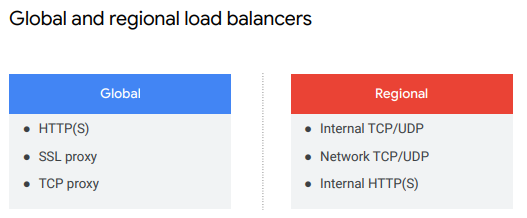 Global and regional load balancers
Global
● HTTP(S)
● SSL proxy
● TCP proxy
Regional
● Internal TCP/UDP
● Network TCP/UDP
● Internal HTTP(S)